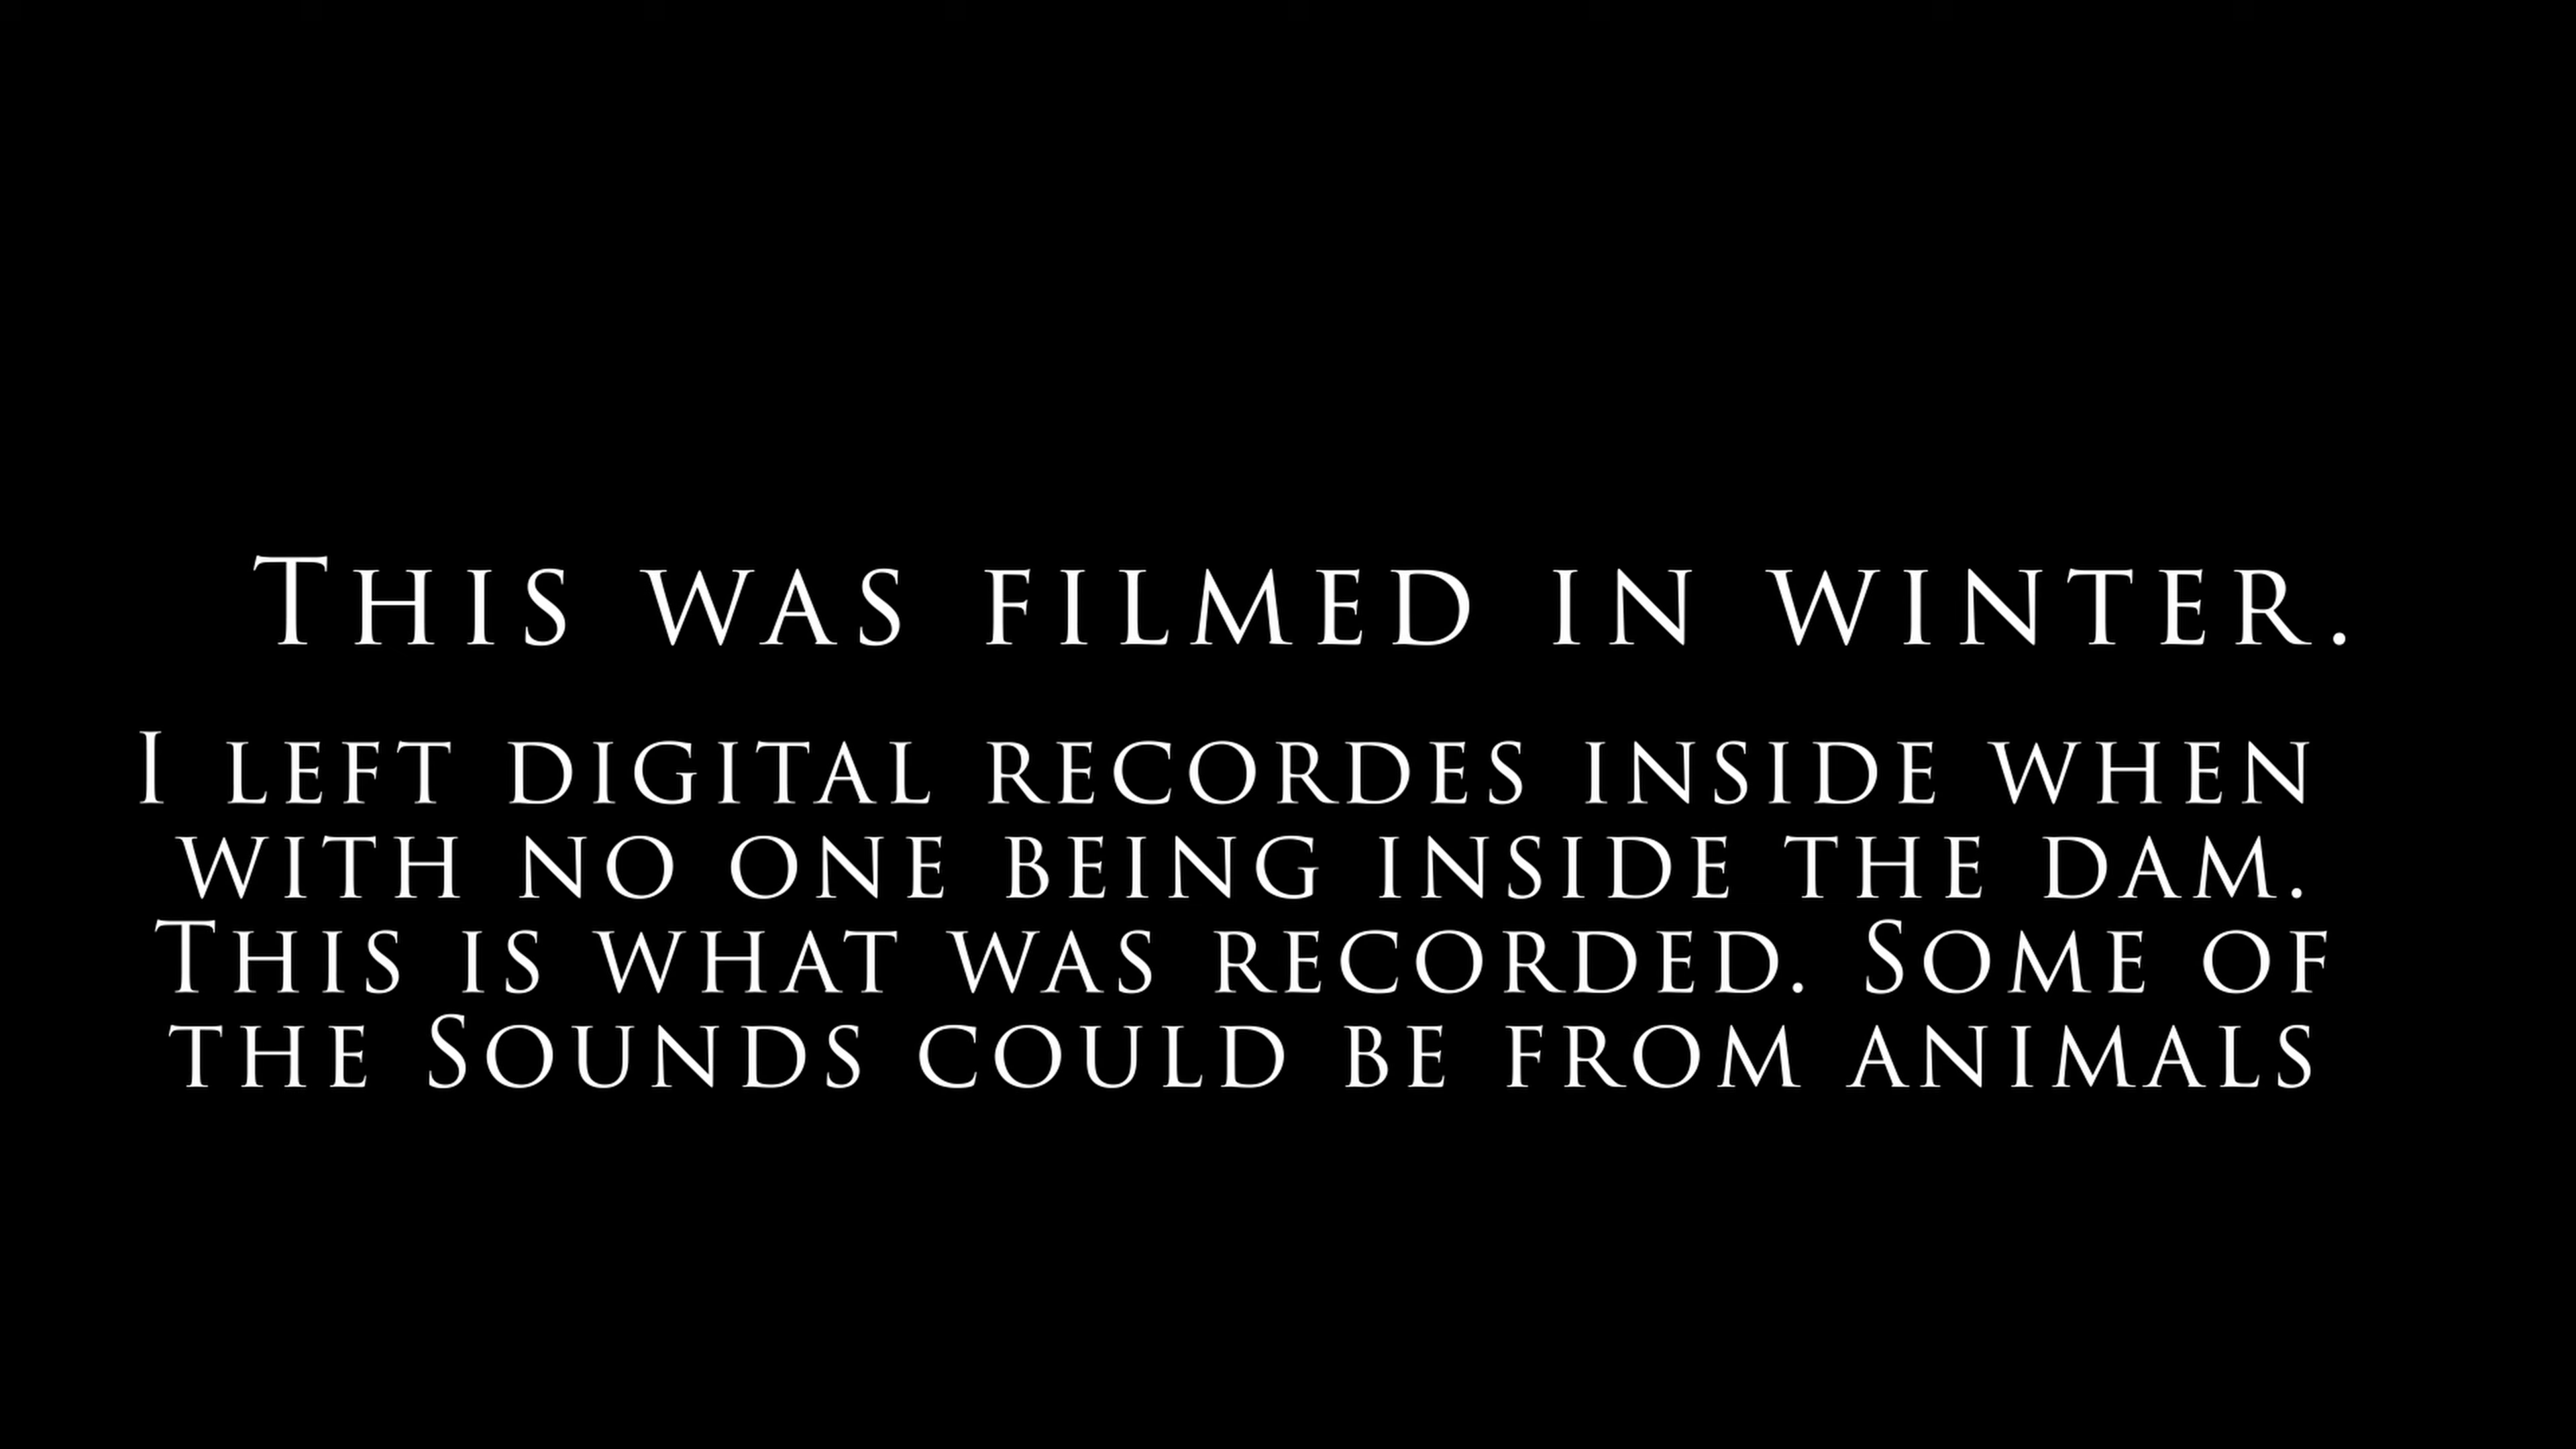 This was filmed in winter.
I left digital recordes inside when
with no one being inside the dam.
This is what was recorded. Some of
the Sounds could be from animals